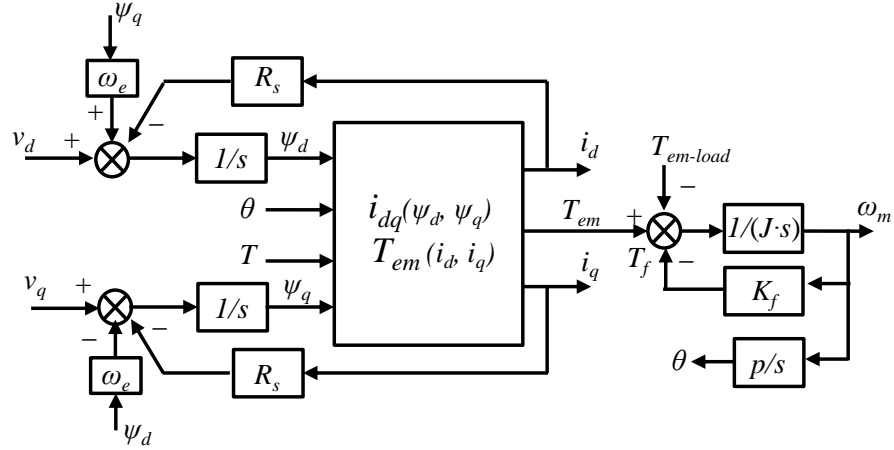 ψq
ωe
Rs
+
−
vd
+
1/s
ψd
id
Tem-load
−
θ
idq(ψd, ψq)
Tem
+
1/(J·s)
ωm
T
Tem(id, iq)
Tf
−
vq
+
1/s
ψq
iq
Kf
−
−
ωe
Rs
θ
p/s
ψd